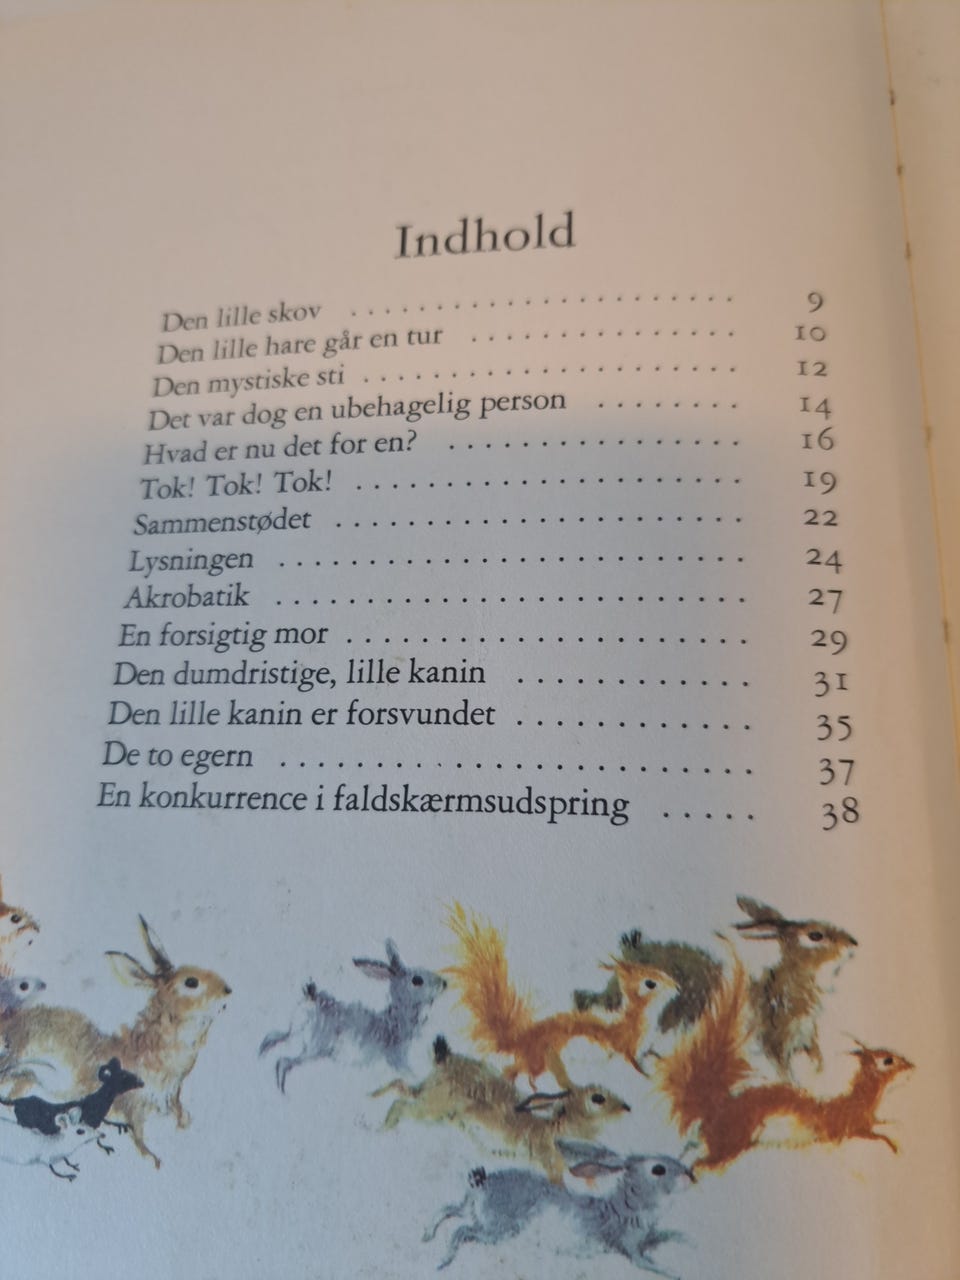 Indhold
Den lille skov . . . . . . . . . . . . . . . . . . . . . 9
Den lille hare går en tur . . . . . . . . . . . . . . . 10
Den mystiske sti . . . . . . . . . . . . . . . . . . . . . 12
Det var dog en ubehagelig person . . . . . . . . 14
Hvad er nu det for en? . . . . . . . . . . . . . . . . 16
Tok! Tok! Tok! . . . . . . . . . . . . . . . . . . . . . 19
Sammenstødet . . . . . . . . . . . . . . . . . . . . . . 22
Lysningen . . . . . . . . . . . . . . . . . . . . . . . . . 24
Akrobatik . . . . . . . . . . . . . . . . . . . . . . . . . 27
En forsigtig mor . . . . . . . . . . . . . . . . . . . . . 29
Den dumdristige, lille kanin . . . . . . . . . . . . 31
Den lille kanin er forsvundet . . . . . . . . . . . . 35
De to egern . . . . . . . . . . . . . . . . . . . . . . . . 37
En konkurrence i faldskærmsudspring . . . . . 38